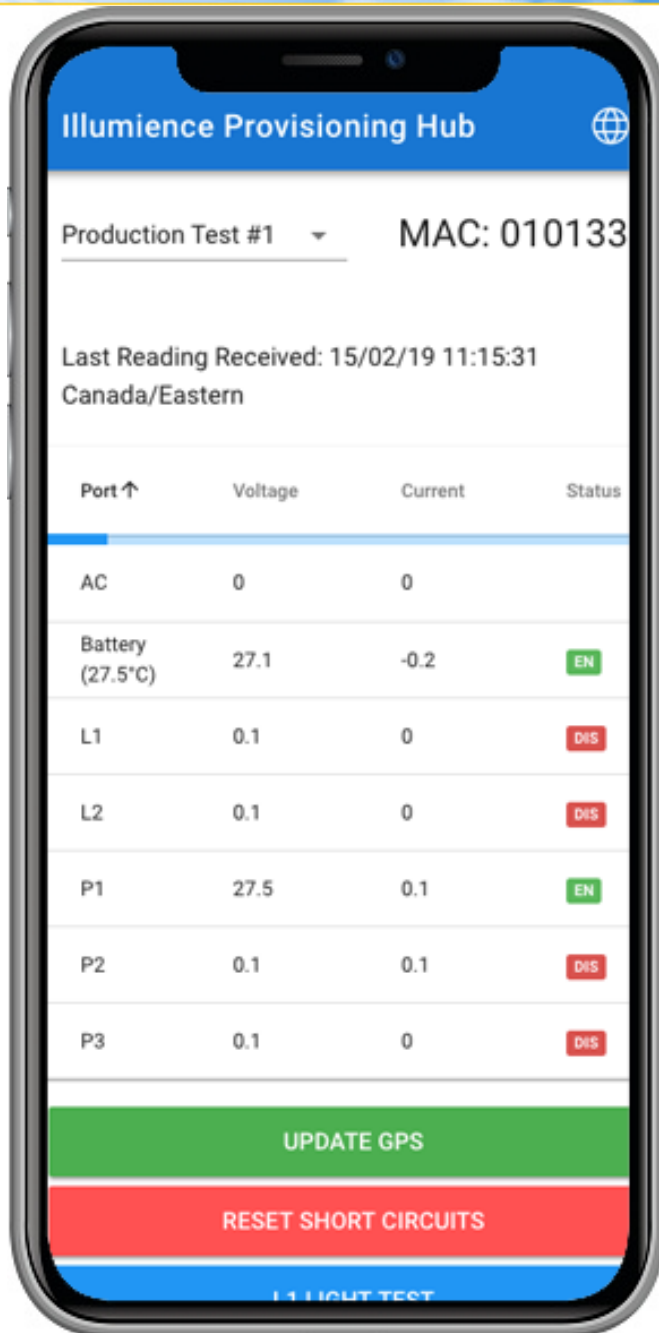 Illumience Provisioning Hub
Production Test #1 MAC: 010133
Last Reading Received: 15/02/19 11:15:31
Canada/Eastern
Port Voltage Current Status
AC 0 0
Battery
(27.5°C) 27.1 -0.2 EN
L1 0.1 0 DIS
L2 0.1 0 DIS
P1 27.5 0.1 EN
P2 0.1 0.1 DIS
P3 0.1 0 DIS
UPDATE GPS
RESET SHORT CIRCUITS
L1 LIGHT TEST